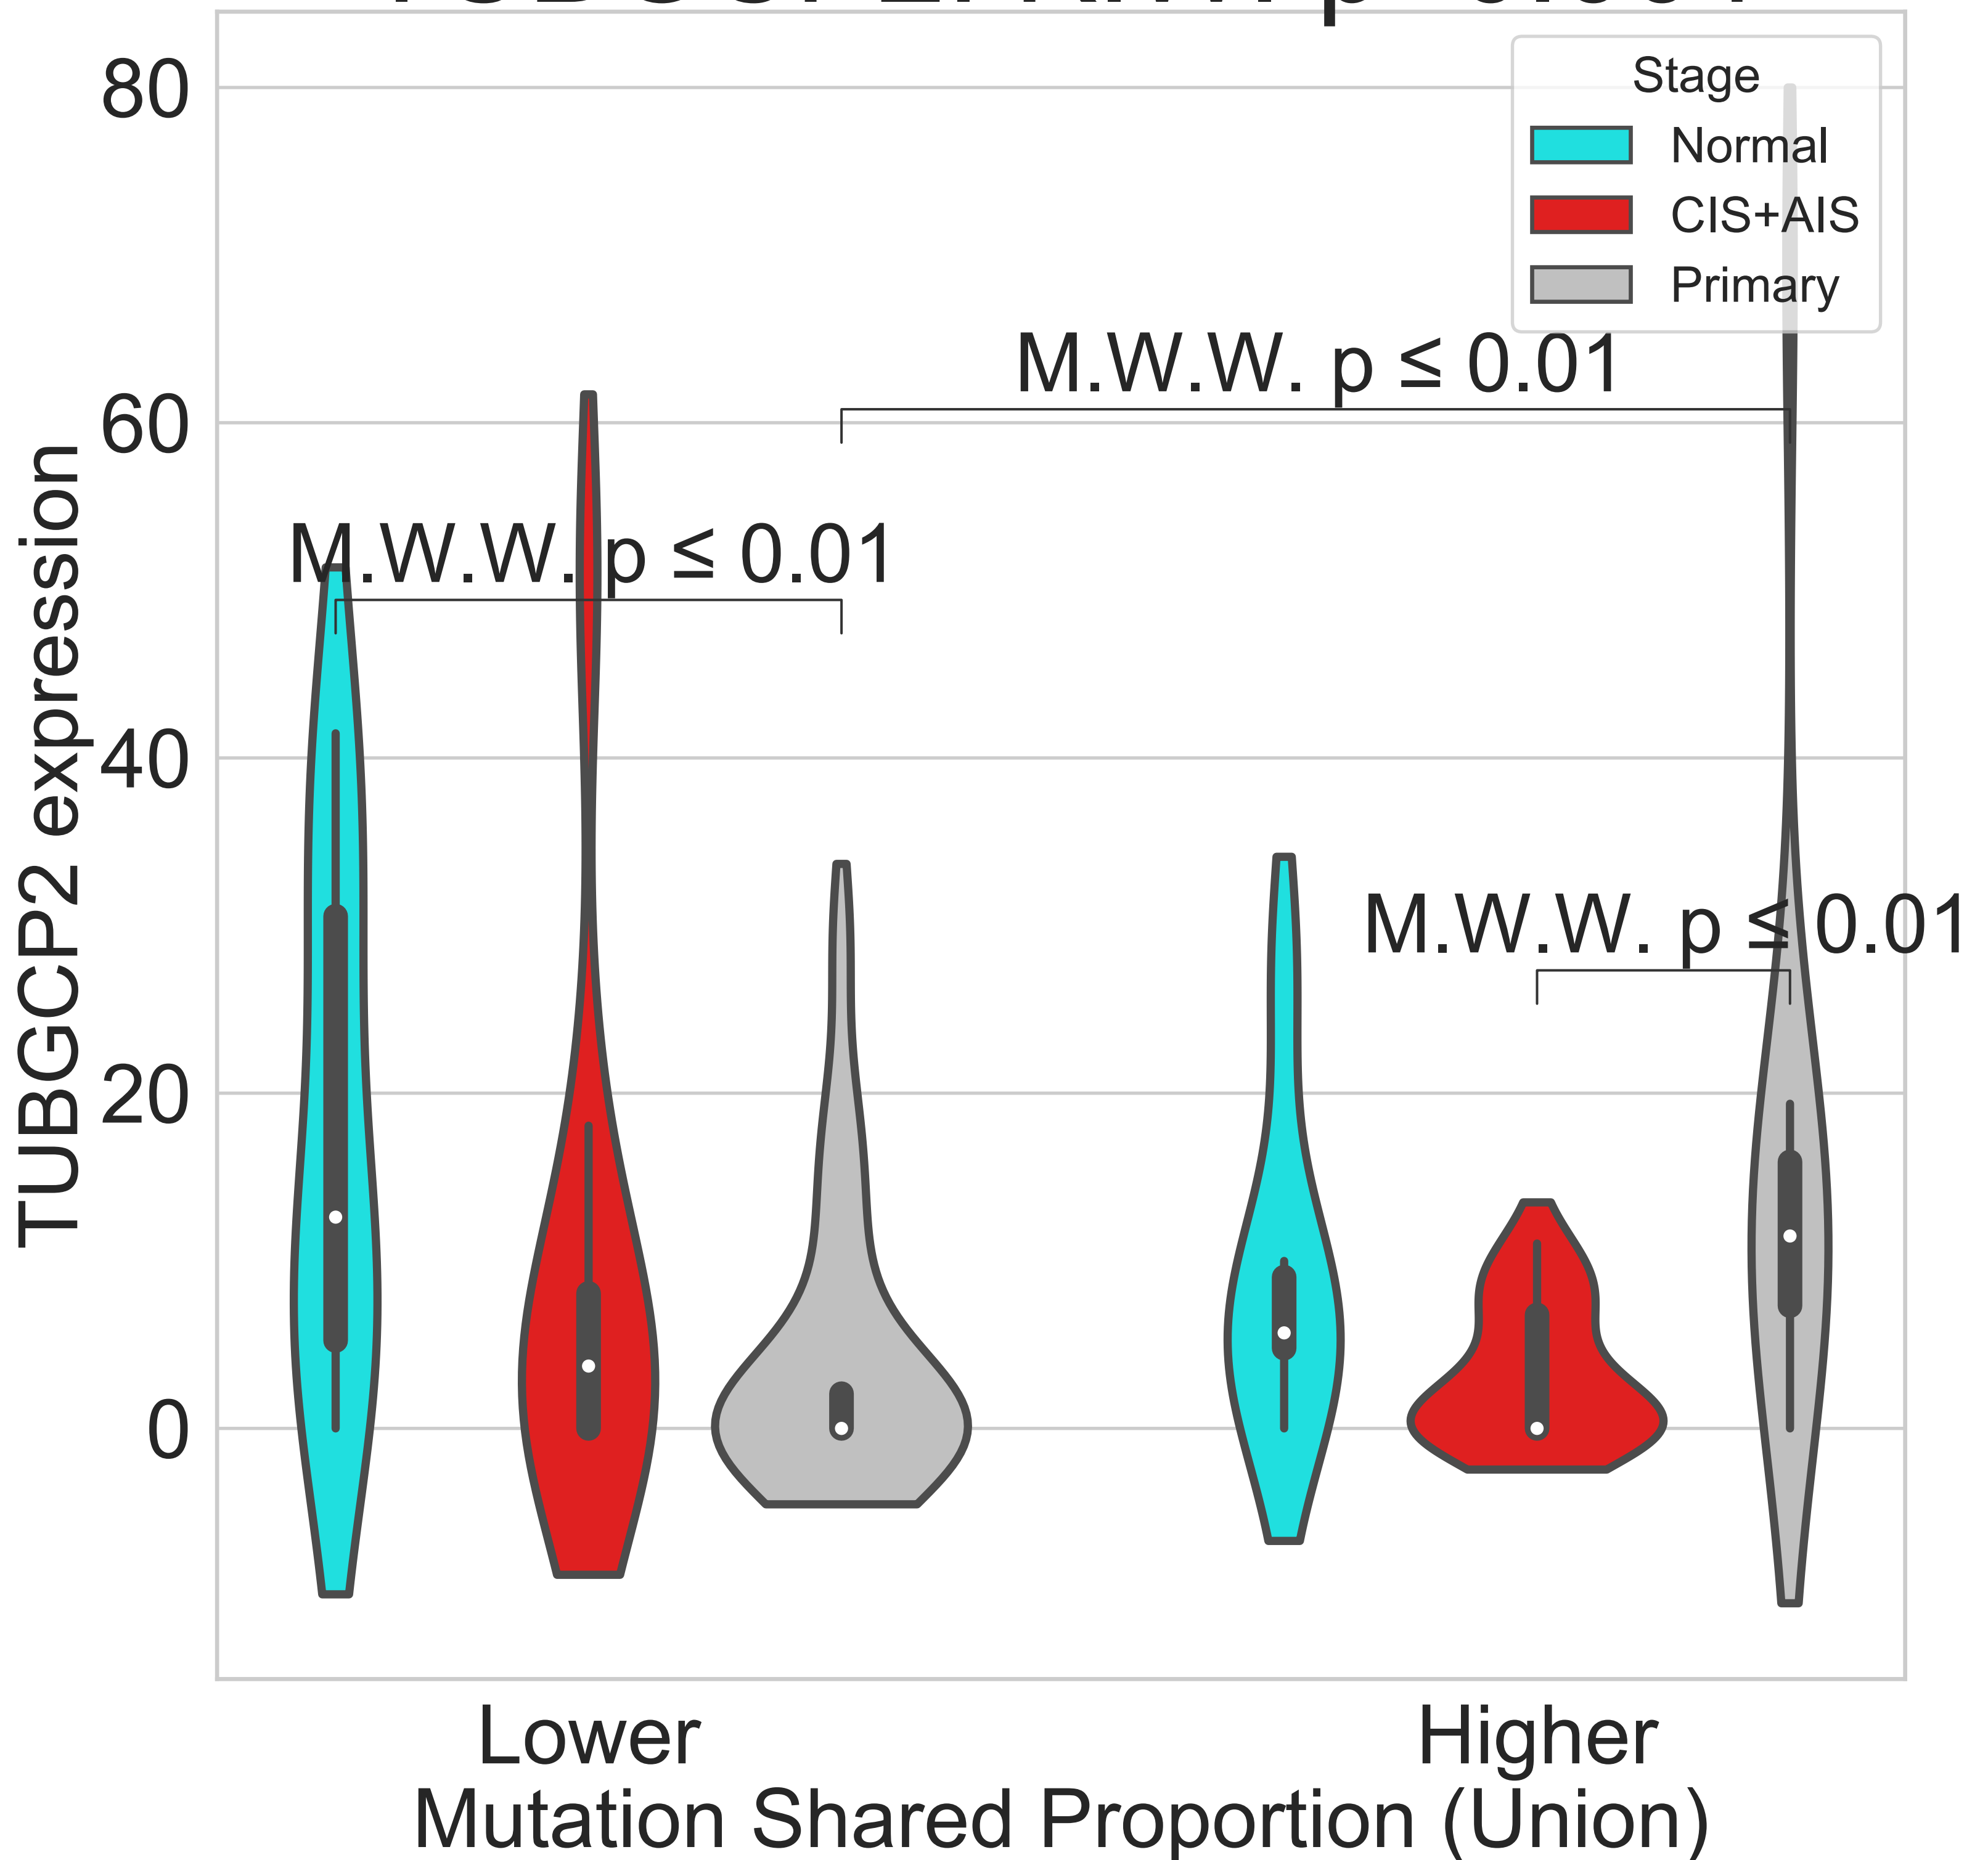 Stage
Normal
CIS+AIS
Primary
M.W.W. p ≤ 0.01
M.W.W. p ≤ 0.01
M.W.W. p ≤ 0.01
80
60
40
20
0
TUBGCP2 expression
Lower
Higher
Mutation Shared Proportion (Union)